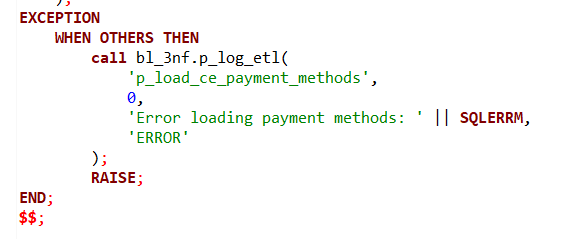 );
EXCEPTION
    WHEN OTHERS THEN
        call bl_3nf.p_log_etl(
            'p_load_ce_payment_methods',
            0,
            'Error loading payment methods: ' || SQLERRM,
            'ERROR'
        );
        RAISE;
END;
$$;